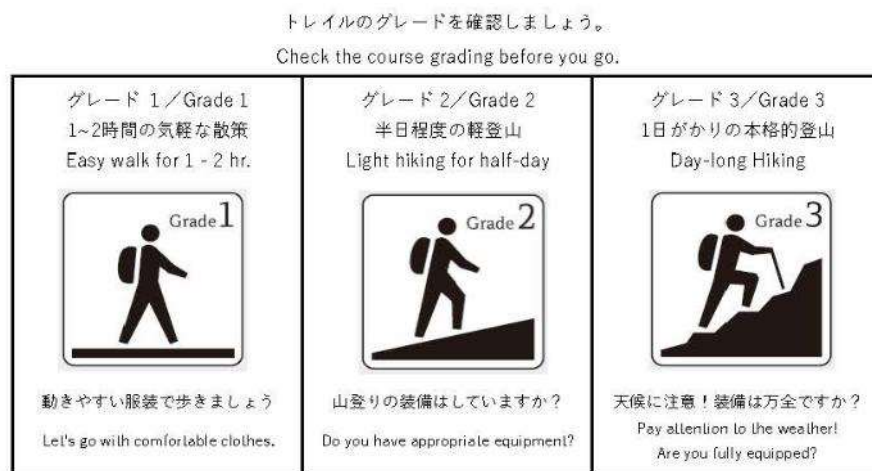 トレイルのグレードを確認しましょう。
Check the course grading before you go.
グレード 1／Grade 1
1~2時間の気軽な散策
Easy walk for 1 - 2 hr.
Grade 1
動きやすい服装で歩きましょう
Let's go with comfortable clothes.
グレード 2／Grade 2
半日程度の軽登山
Light hiking for half-day
Grade 2
山登りの装備はしていますか？
Do you have appropriate equipment?
グレード 3／Grade 3
1日がかりの本格的登山
Day-long Hiking
Grade 3
天候に注意！装備は万全ですか？
Pay attention to the weather!
Are you fully equipped?